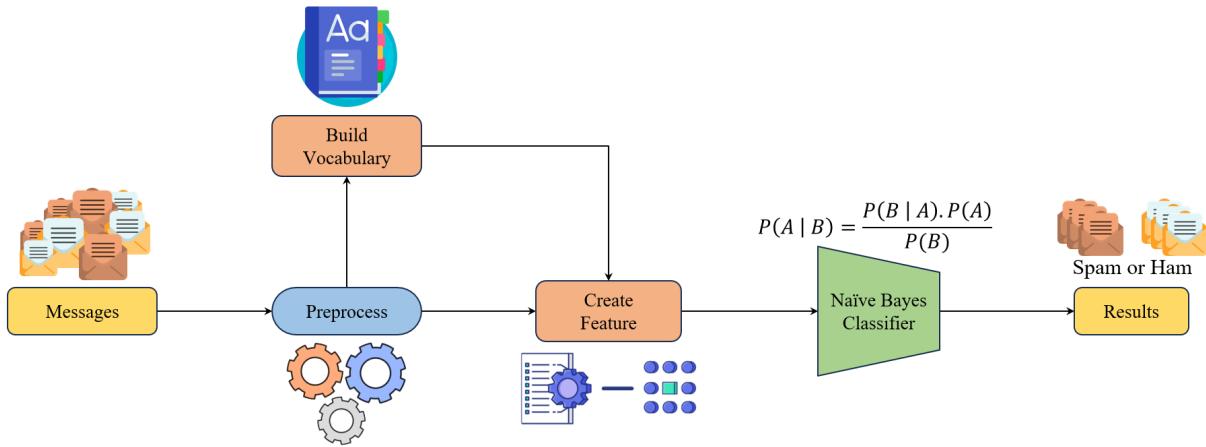 Aa
Build
Vocabulary
P(A | B) = P(B | A). P(A) / P(B)
Spam or Ham
Messages
Preprocess
Create
Feature
Naïve Bayes
Classifier
Results